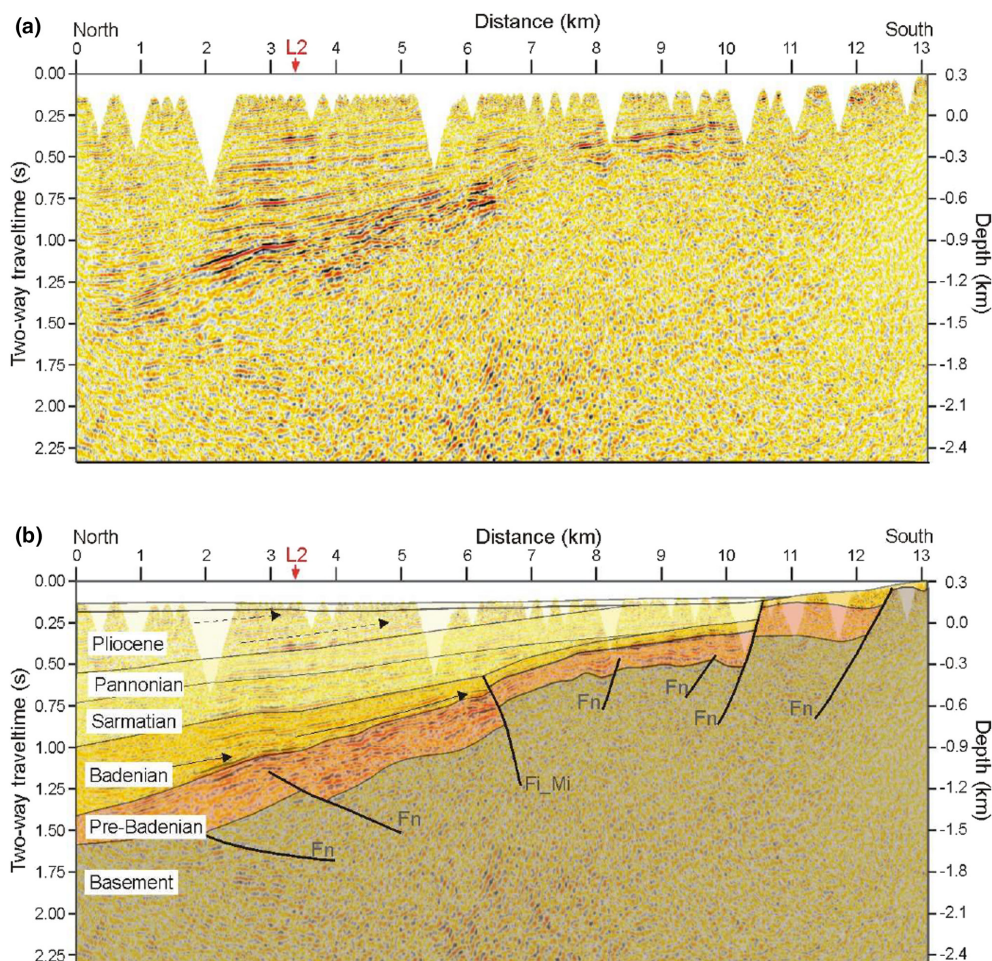 (a)
Distance (km)
North
South
0 1 2 3 L2 4 5 6 7 8 9 10 11 12 13
0.00 0.3
0.25 0.0
0.50 -0.3
0.75 -0.6
1.00 -0.9
1.25 -1.2
1.50 -1.5
1.75 -1.8
2.00 -2.1
2.25 -2.4
Two-way traveltime (s)
Depth (km)
(b)
Distance (km)
North
South
0 1 2 3 L2 4 5 6 7 8 9 10 11 12 13
0.00 0.3
0.25 0.0
0.50 -0.3
0.75 -0.6
1.00 -0.9
1.25 -1.2
1.50 -1.5
1.75 -1.8
2.00 -2.1
2.25 -2.4
Two-way traveltime (s)
Depth (km)
Pliocene
Pannonian
Sarmatian
Badenian
Pre-Badenian
Basement
Fn
Fn
Fi_Mi
Fn
Fn
Fn